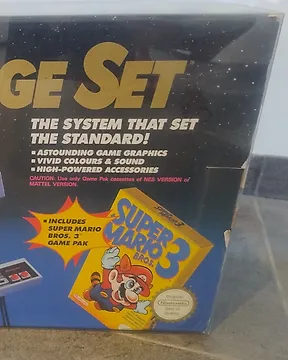 GE SET
THE SYSTEM THAT SET
THE STANDARD!
ASTOUNDING GAME GRAPHICS
VIVID COLOURS & SOUND
HIGH-POWERED ACCESSORIES
CAUTION: Use only Game Pak cassettes of NES VERSION of
MATTEL VERSION.
INCLUDES
SUPER MARIO
BROS. 3
GAME PAK
SUPER
MARIO
BROS.
3